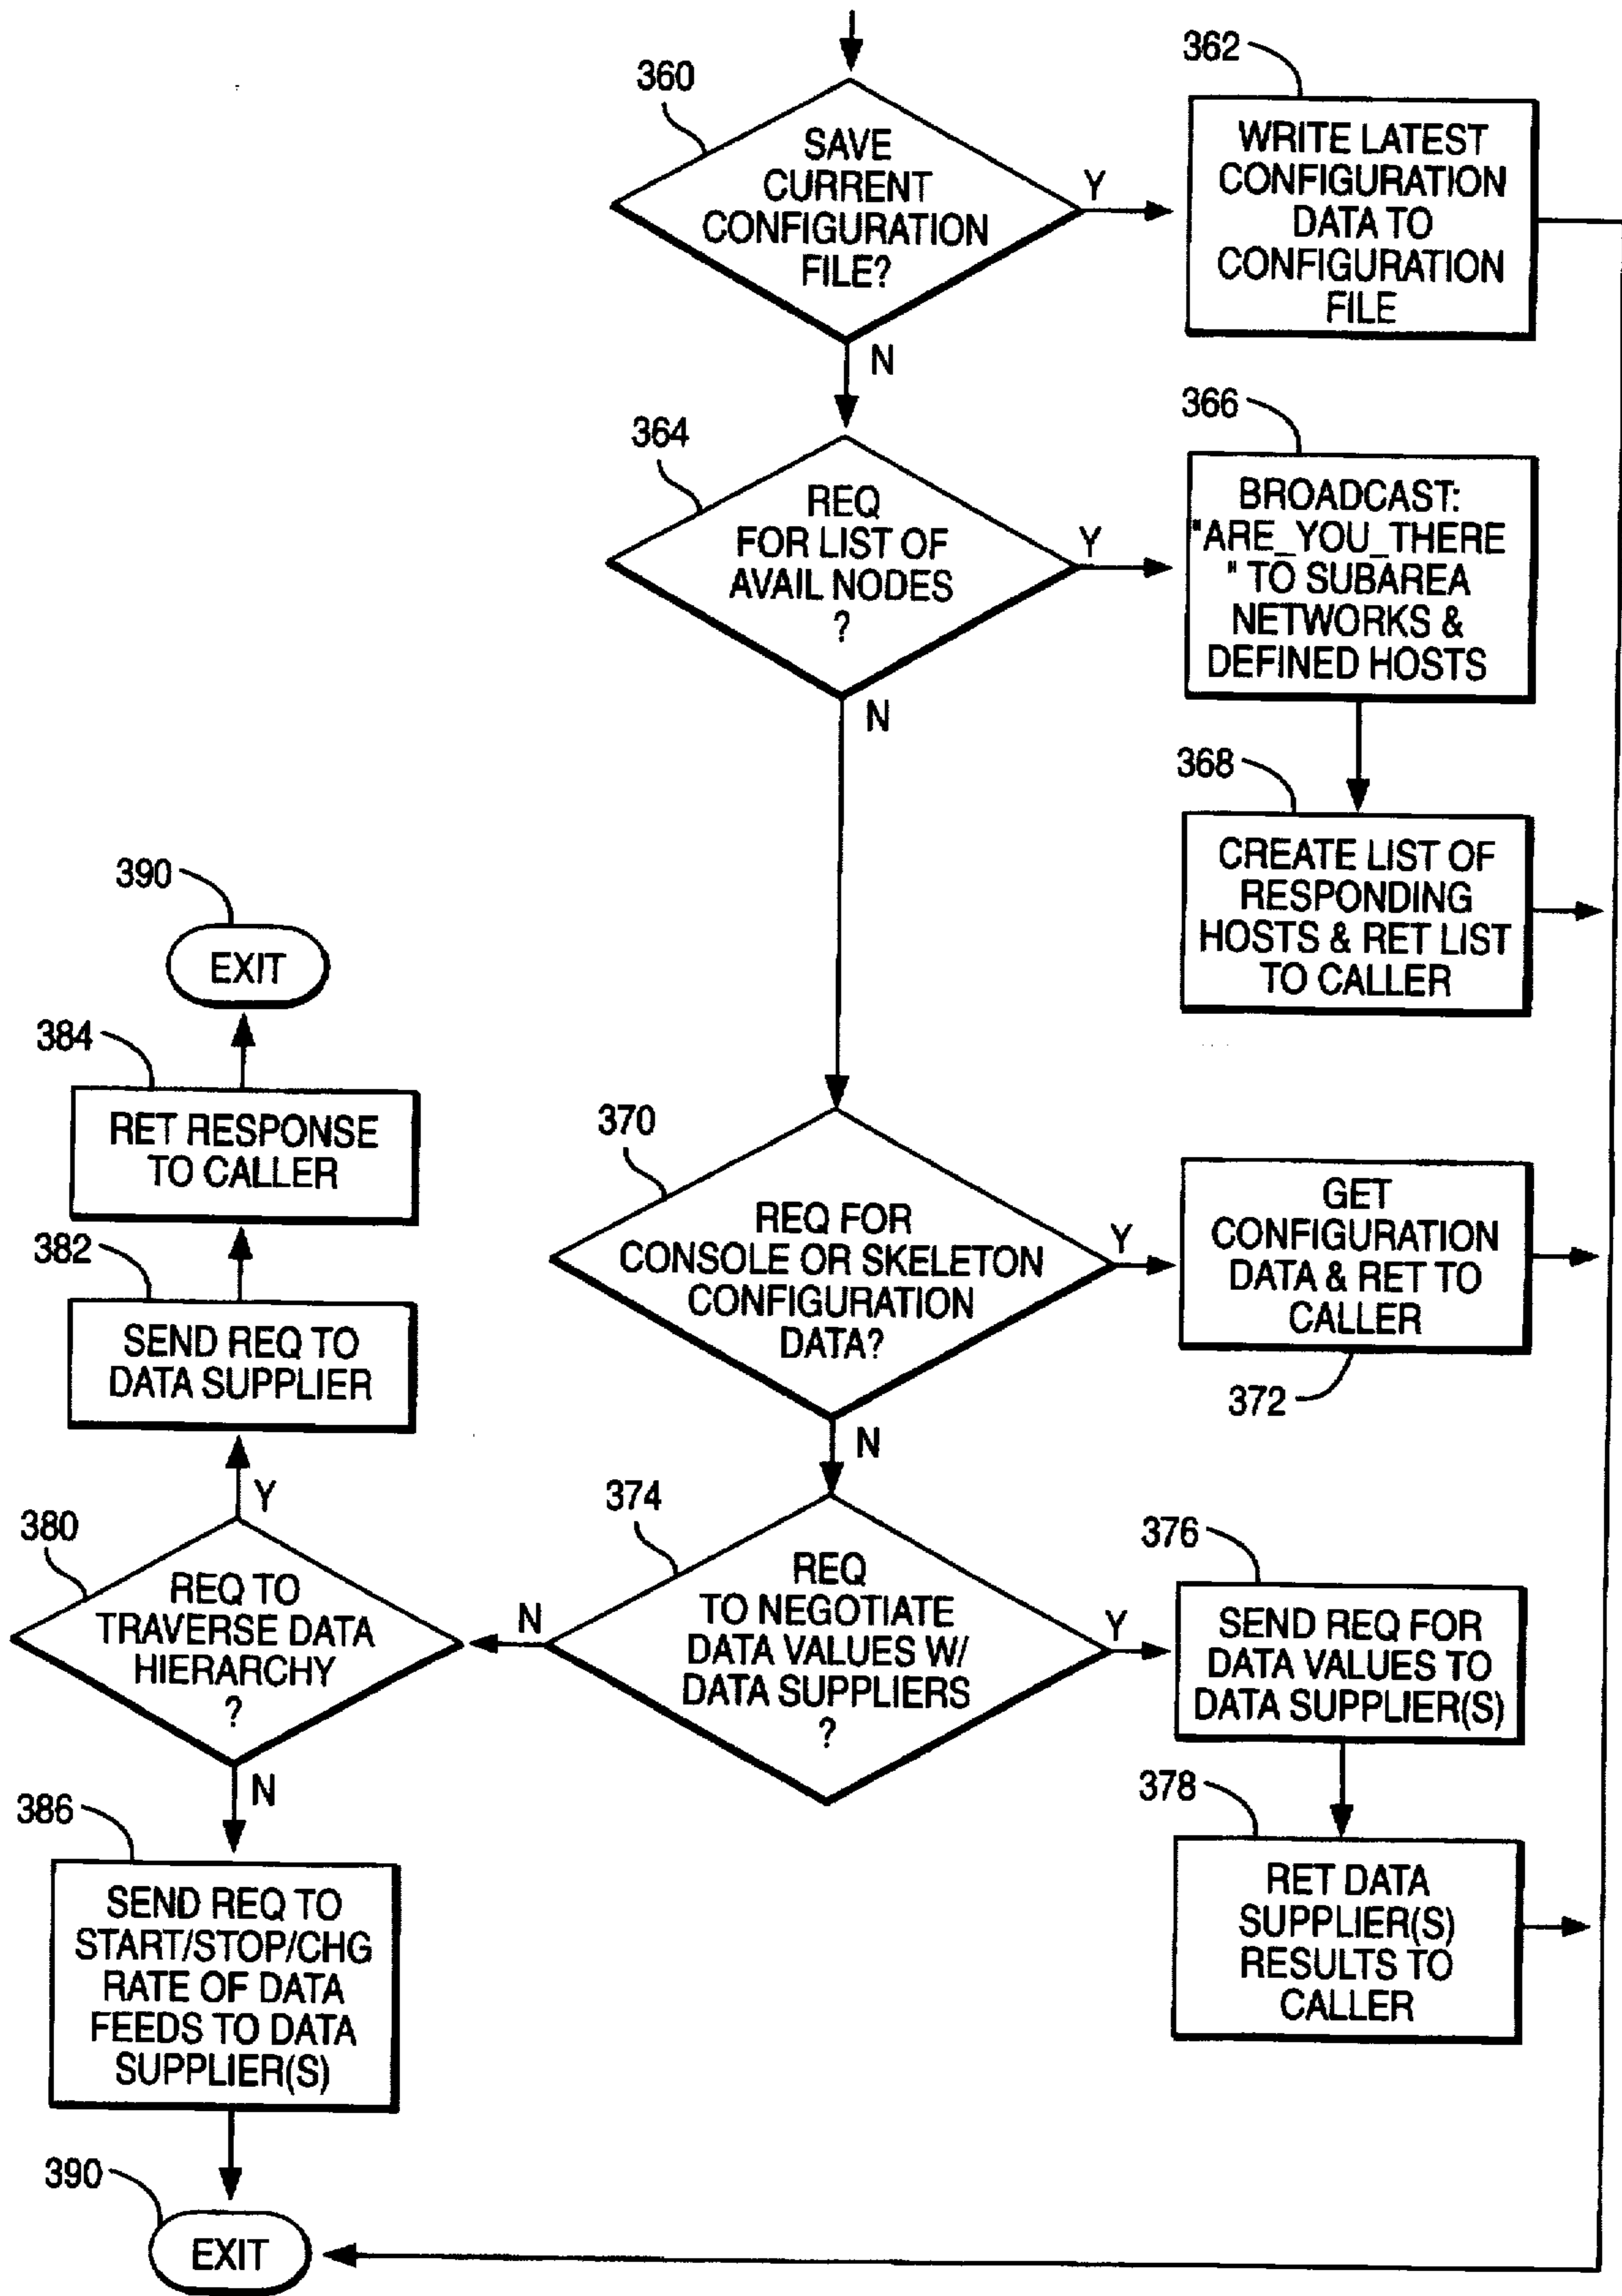 360
SAVE
CURRENT
CONFIGURATION
FILE?
Y
N
362
WRITE LATEST
CONFIGURATION
DATA TO
CONFIGURATION
FILE
364
REQ
FOR LIST OF
AVAIL NODES
?
Y
N
366
BROADCAST:
"ARE_YOU_THERE
" TO SUBAREA
NETWORKS &
DEFINED HOSTS
368
CREATE LIST OF
RESPONDING
HOSTS & RET LIST
TO CALLER
370
REQ FOR
CONSOLE OR SKELETON
CONFIGURATION
DATA?
Y
N
GET
CONFIGURATION
DATA & RET TO
CALLER
372
374
REQ
TO NEGOTIATE
DATA VALUES W/
DATA SUPPLIERS
?
Y
N
376
SEND REQ FOR
DATA VALUES TO
DATA SUPPLIER(S)
378
RET DATA
SUPPLIER(S)
RESULTS TO
CALLER
380
REQ TO
TRAVERSE DATA
HIERARCHY
?
Y
N
382
SEND REQ TO
DATA SUPPLIER
384
RET RESPONSE
TO CALLER
390
EXIT
386
SEND REQ TO
START/STOP/CHG
RATE OF DATA
FEEDS TO DATA
SUPPLIER(S)
390
EXIT